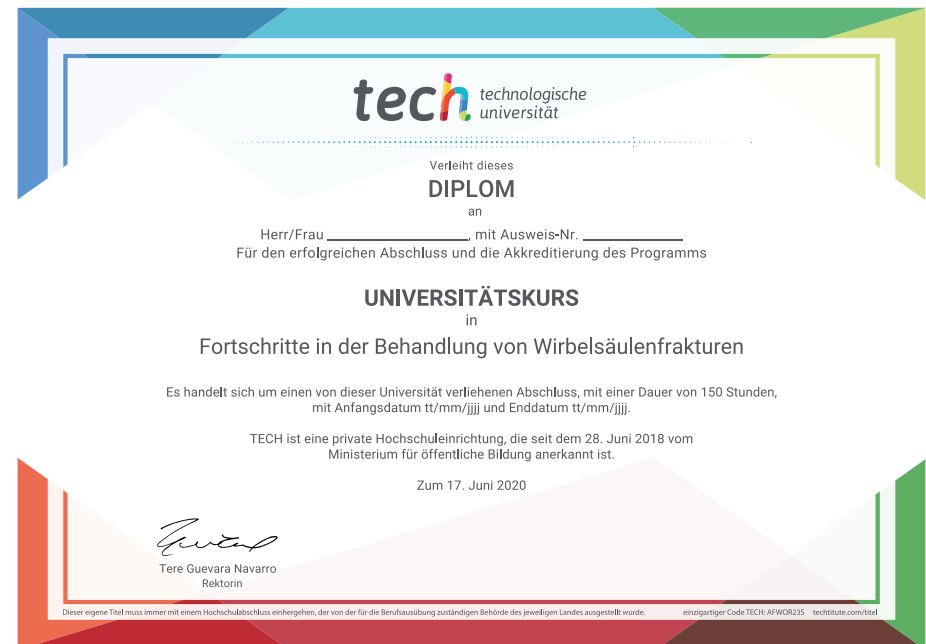 tech technologische
universität
Verleiht dieses
DIPLOM
an
Herr/Frau ____________________, mit Ausweis-Nr. ______________
Für den erfolgreichen Abschluss und die Akkreditierung des Programms
UNIVERSITÄTSKURS
in
Fortschritte in der Behandlung von Wirbelsäulenfrakturen
Es handelt sich um einen von dieser Universität verliehenen Abschluss, mit einer Dauer von 150 Stunden,
mit Anfangsdatum tt/mm/jjjj und Enddatum tt/mm/jjjj.
TECH ist eine private Hochschuleinrichtung, die seit dem 28. Juni 2018 vom
Ministerium für öffentliche Bildung anerkannt ist.
Zum 17. Juni 2020
Tere Guevara Navarro
Rektorin
Dieser eigene Titel muss immer mit einem Hochschulabschluss einhergehen, der von der für die Berufsausübung zuständigen Behörde des jeweiligen Landes ausgestellt wurde. einzigartiger Code TECH: AFWOR23S techtitute.com/titel